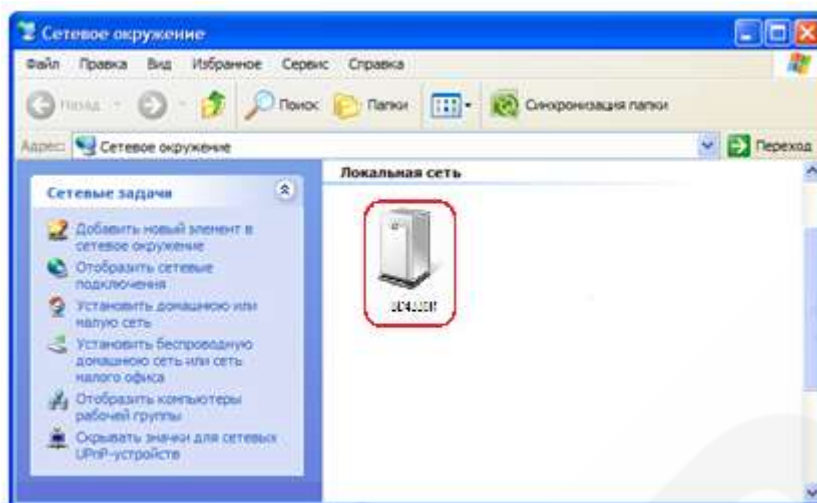 Сетевое окружение
Файл Правка Вид Избранное Сервис Справка
Назад Поиск Папки Синхронизация папки
Адрес: Сетевое окружение Переход
Локальная сеть
Сетевые задачи
Добавить новый элемент в
сетевое окружение
Отобразить сетевые
подключения
Установить домашнюю или
малую сеть
Установить беспроводную
домашнюю сеть или сеть
малого офиса
Отобразить компьютеры
рабочей группы
Скрывать значки для сетевых
UPnP-устройств